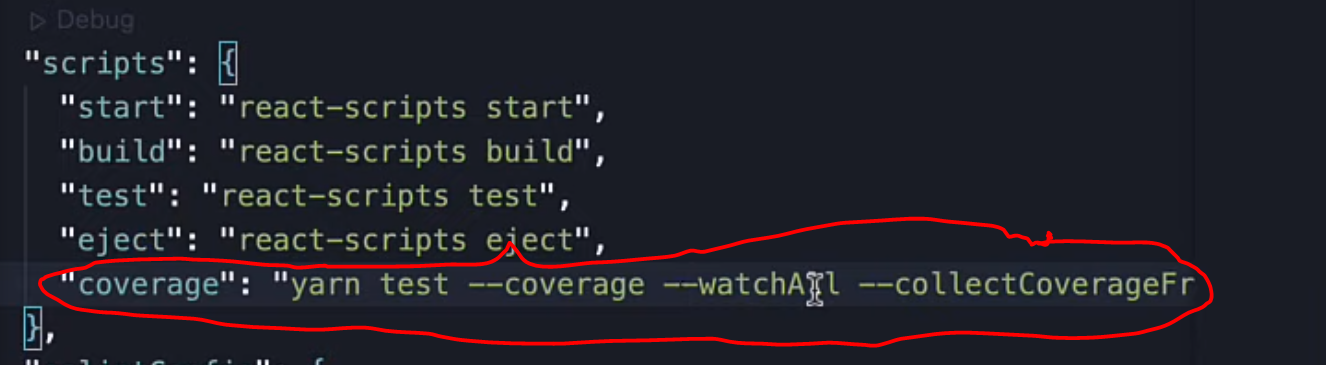 Debug
"scripts": {
"start": "react-scripts start",
"build": "react-scripts build",
"test": "react-scripts test",
"eject": "react-scripts eject",
"coverage": "yarn test --coverage --watchAll --collectCoverageFr
},